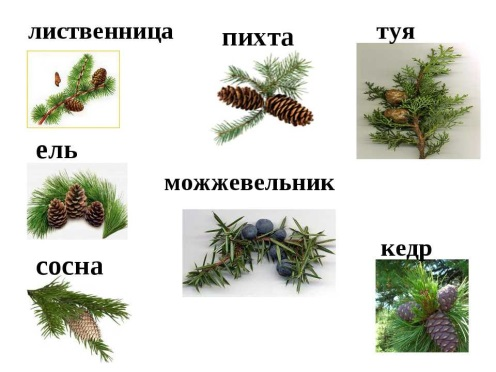 лиственница
пихта
туя
ель
можжевельник
кедр
сосна